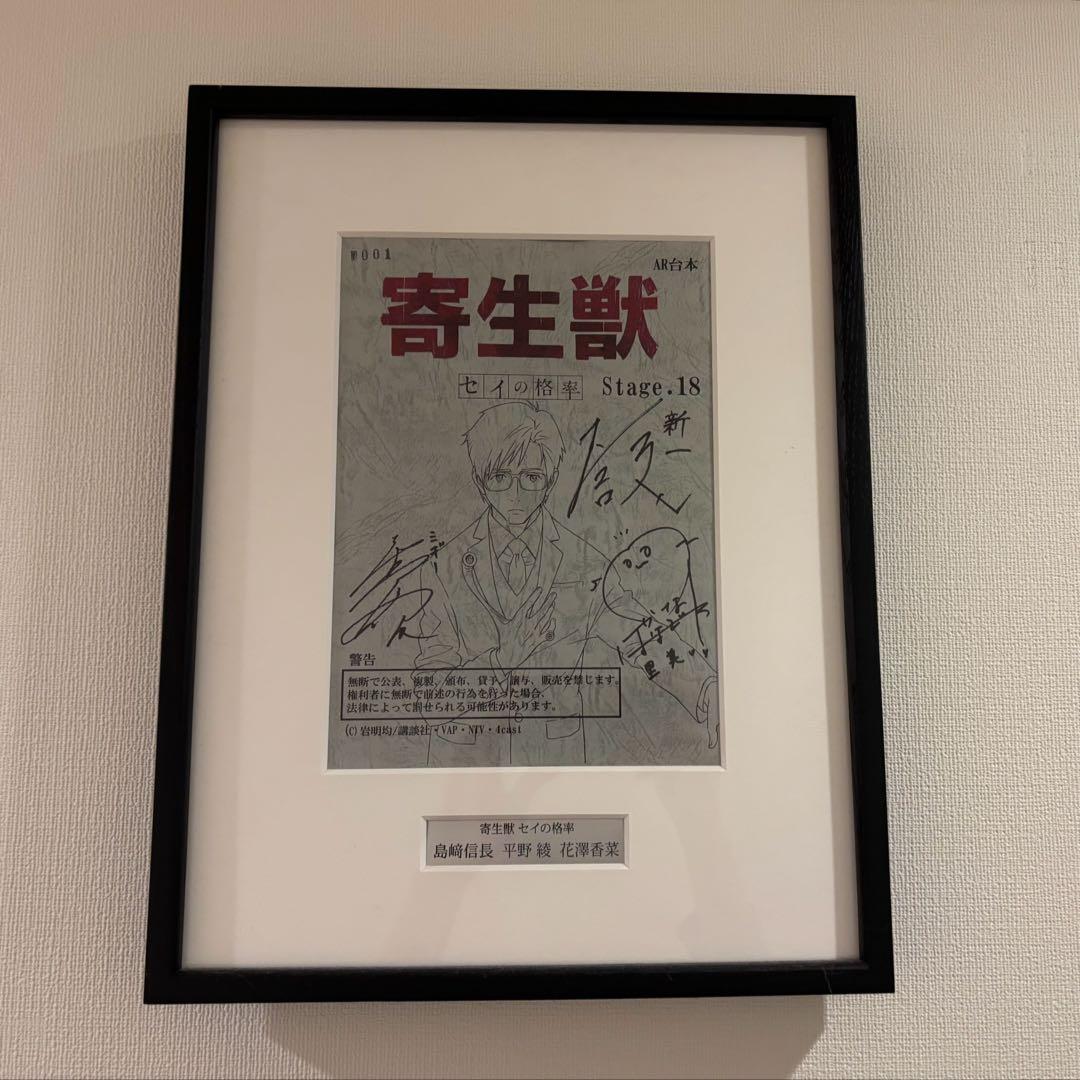 001
AR台本
寄生獣
セイの格率 Stage.18
新一
ミギー
里美
警告
無断で公表、複製、頒布、貸予、譲与、販売を禁じます。
権利者に無断で前述の行為を行った場合、
法律によって罰せられる可能性があります。
(C)岩明均/講談社・VAP・NTV・4cast
寄生獣 セイの格率
島﨑信長 平野 綾 花澤香菜